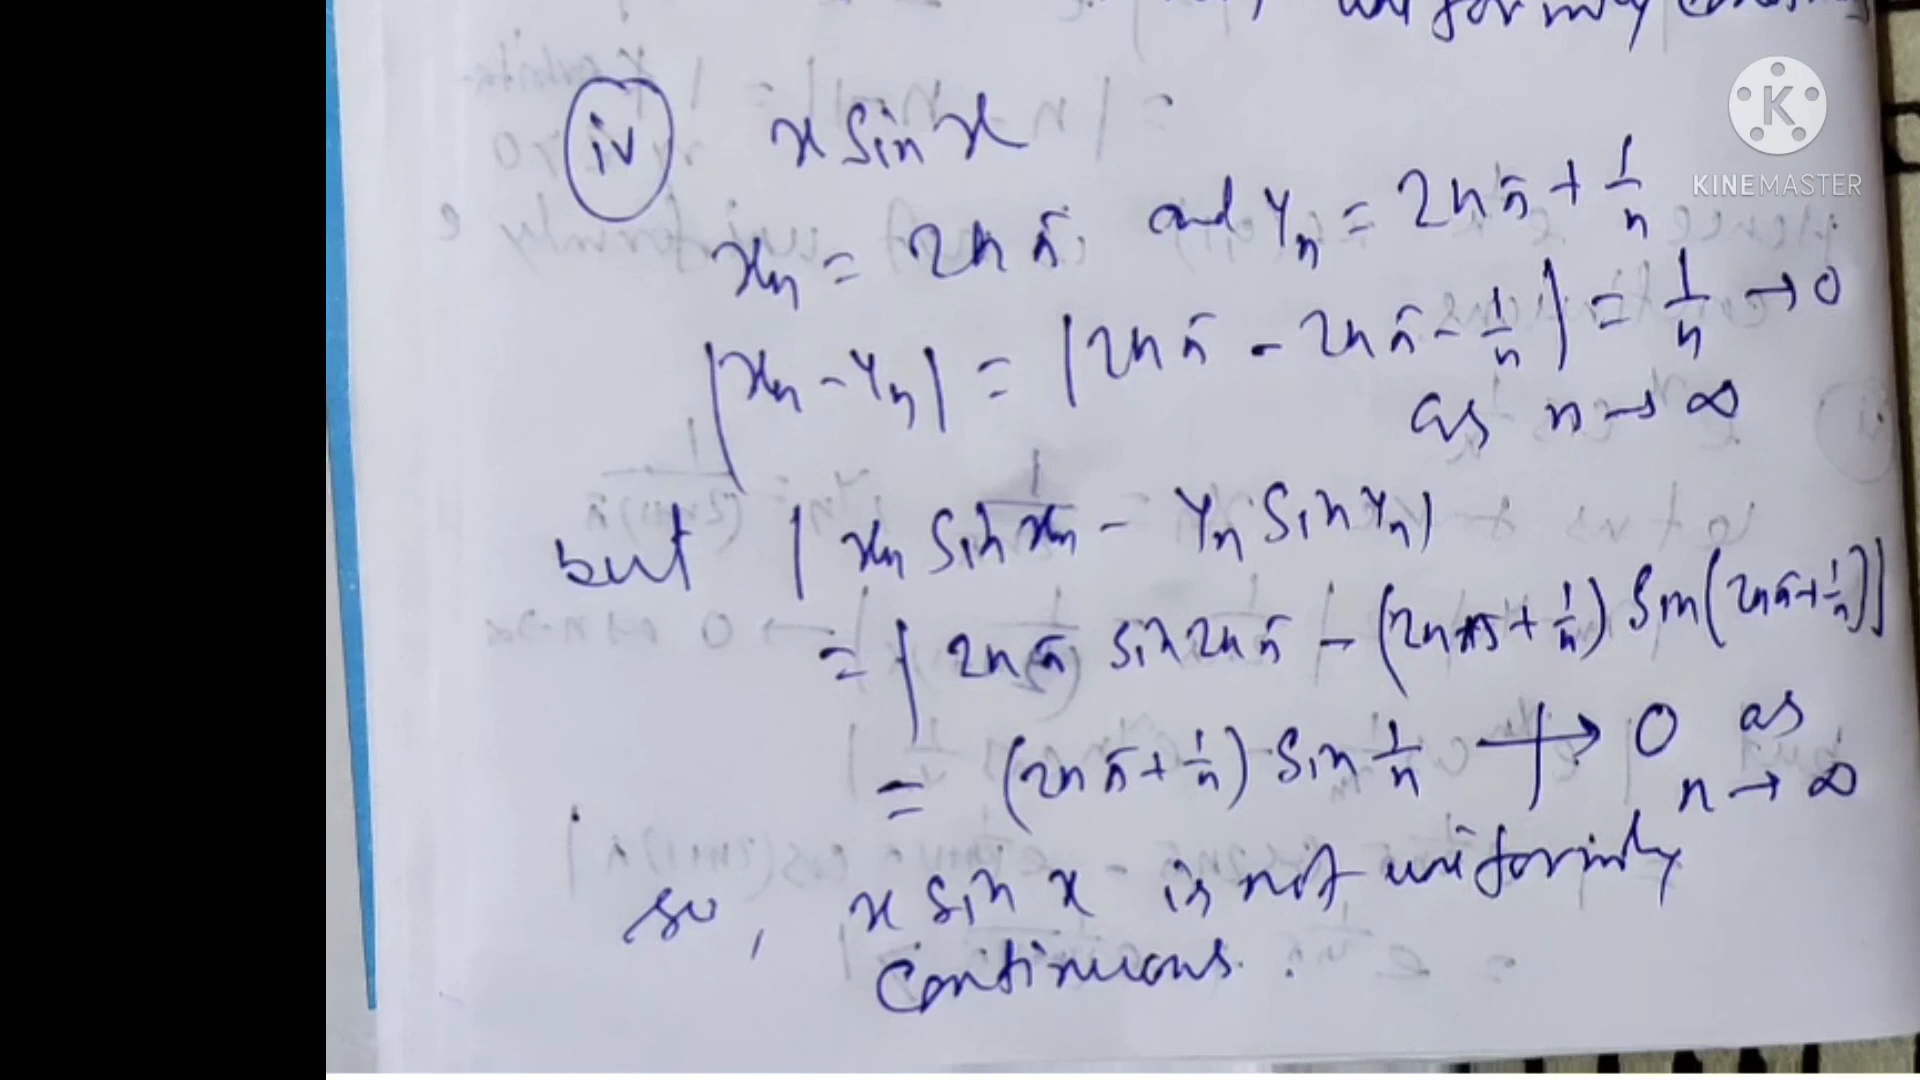 uniformly
iv x sin x
KINEMASTER
xn = 2nπ, and yn = 2nπ + 1/n
|xn - yn| = |2nπ - 2nπ - 1/n| = 1/n → 0
as n → ∞
but | xn sin xn - yn sin yn|
= | 2nπ sin 2nπ - (2nπ + 1/n) sin(2nπ + 1/n)|
= (2nπ + 1/n) sin 1/n ↛ 0 as
n → ∞
so, x sin x is not uniformly
continuous.